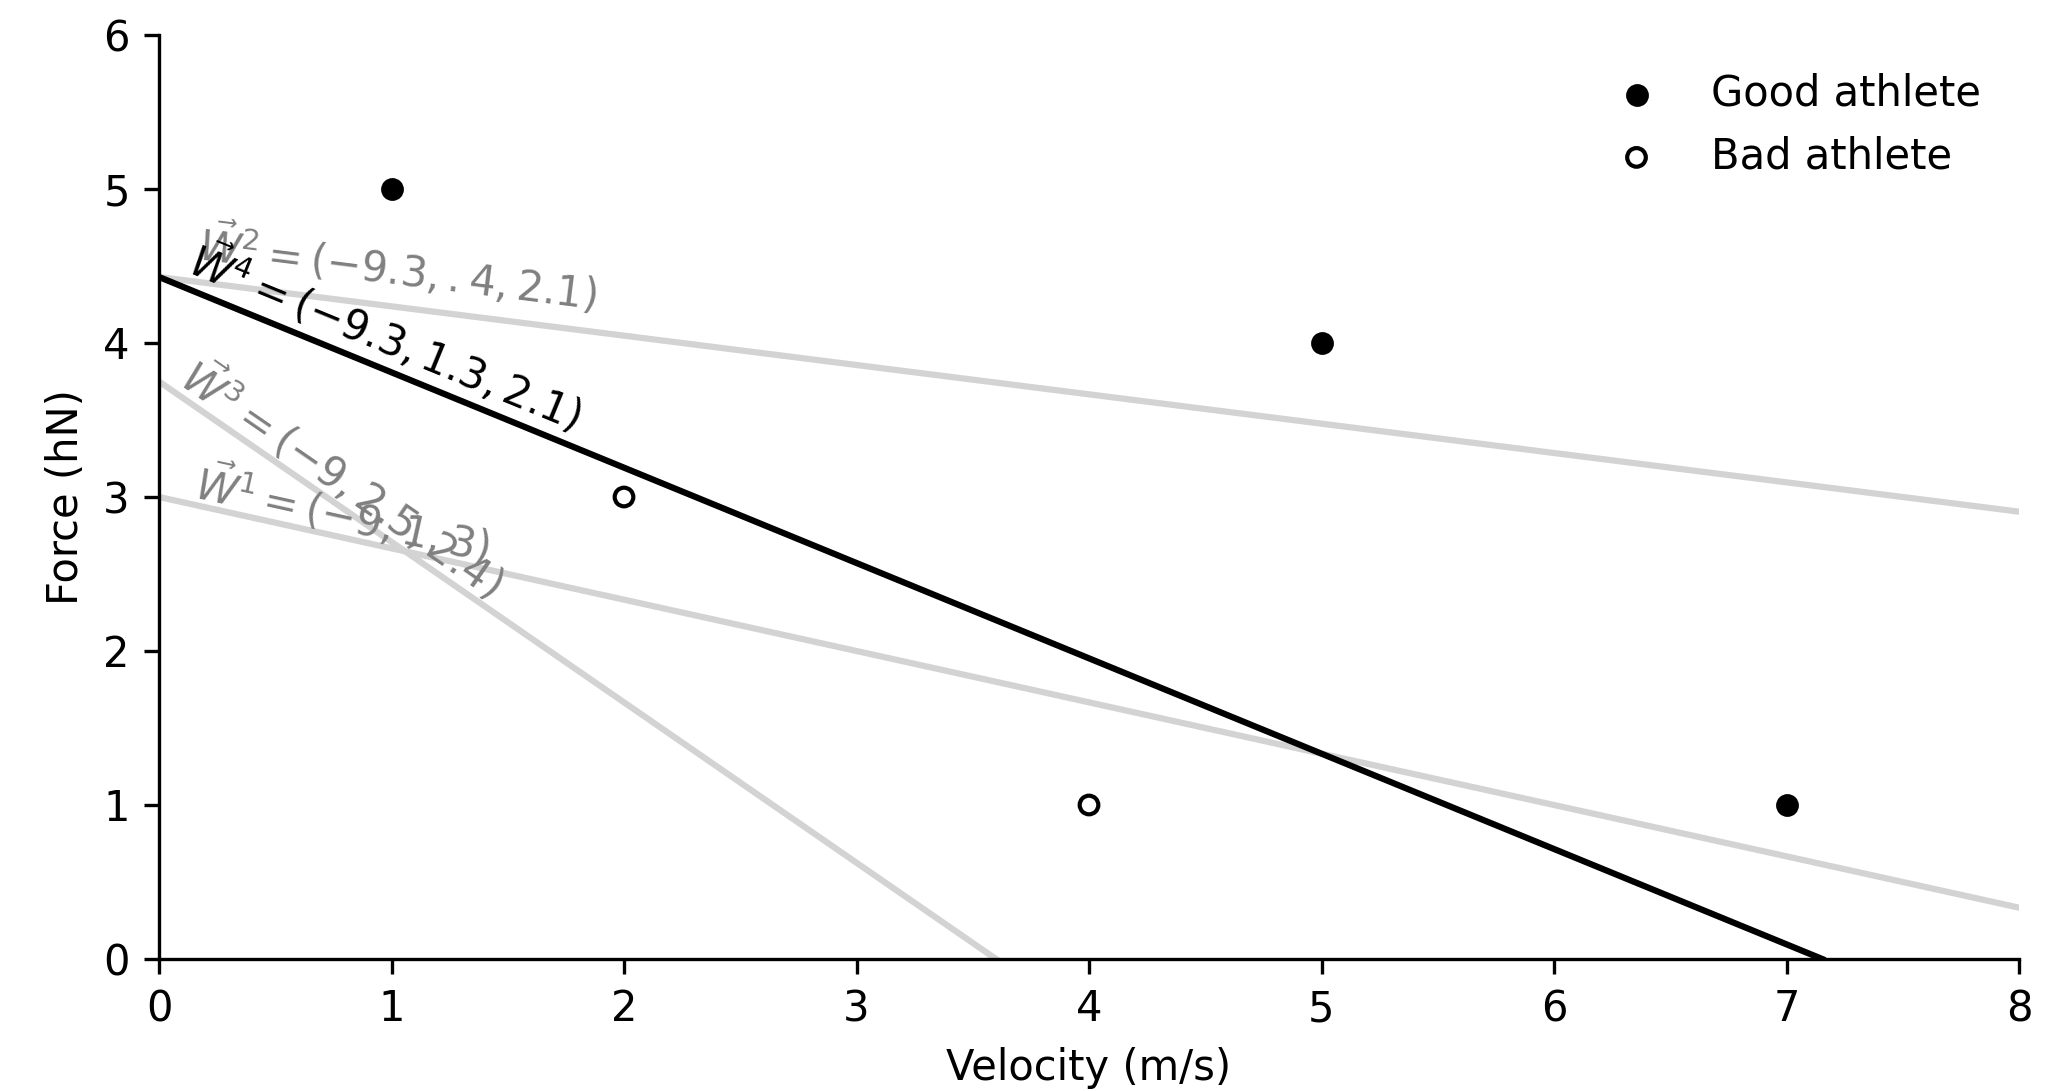 6
5
4
3
2
1
0
0 1 2 3 4 5 6 7 8
Force (hN)
Velocity (m/s)
Good athlete
Bad athlete
W⃗² = (−9.3, . 4, 2.1)
W⃗⁴ = (−9.3, 1.3, 2.1)
W⃗³ = (−9, 2.5, 2.4)
W⃗¹ = (−9, 1, 3)